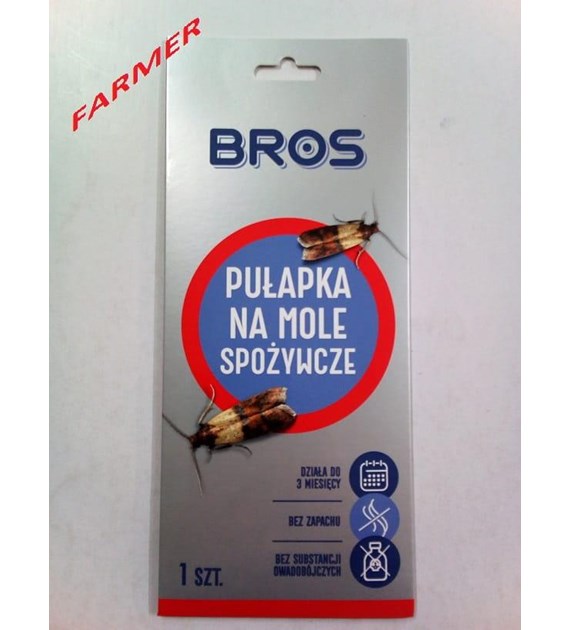 FARMER
BROS
PUŁAPKA
NA MOLE
SPOŻYWCZE
DZIAŁA DO
3 MIESIĘCY
BEZ ZAPACHU
BEZ SUBSTANCJI
OWADOBÓJCZYCH
1 SZT.